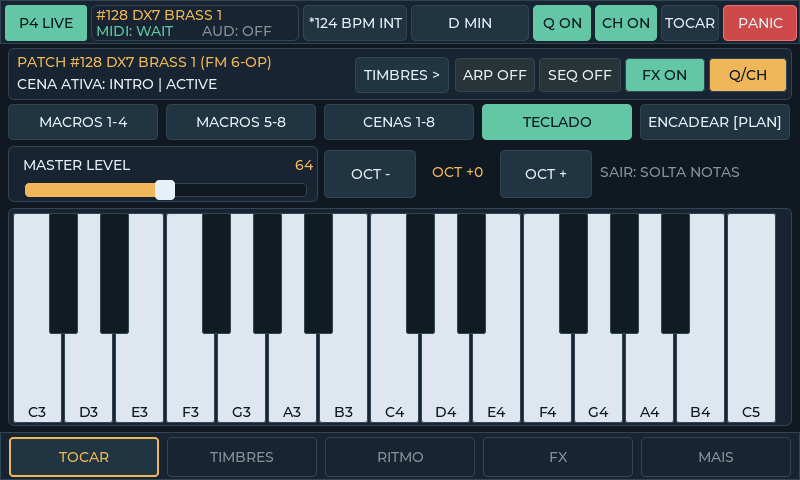 P4 LIVE
#128 DX7 BRASS 1
MIDI: WAIT AUD: OFF
*124 BPM INT
D MIN
Q ON
CH ON
TOCAR
PANIC
PATCH #128 DX7 BRASS 1 (FM 6-OP)
CENA ATIVA: INTRO | ACTIVE
TIMBRES >
ARP OFF
SEQ OFF
FX ON
Q/CH
MACROS 1-4
MACROS 5-8
CENAS 1-8
TECLADO
ENCADEAR [PLAN]
MASTER LEVEL 64
OCT -
OCT +0
OCT +
SAIR: SOLTA NOTAS
C3 D3 E3 F3 G3 A3 B3 C4 D4 E4 F4 G4 A4 B4 C5
TOCAR
TIMBRES
RITMO
FX
MAIS